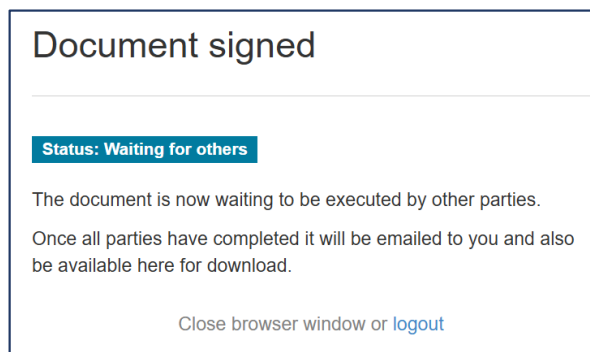 Document signed
Status: Waiting for others
The document is now waiting to be executed by other parties.
Once all parties have completed it will be emailed to you and also
be available here for download.
Close browser window or logout